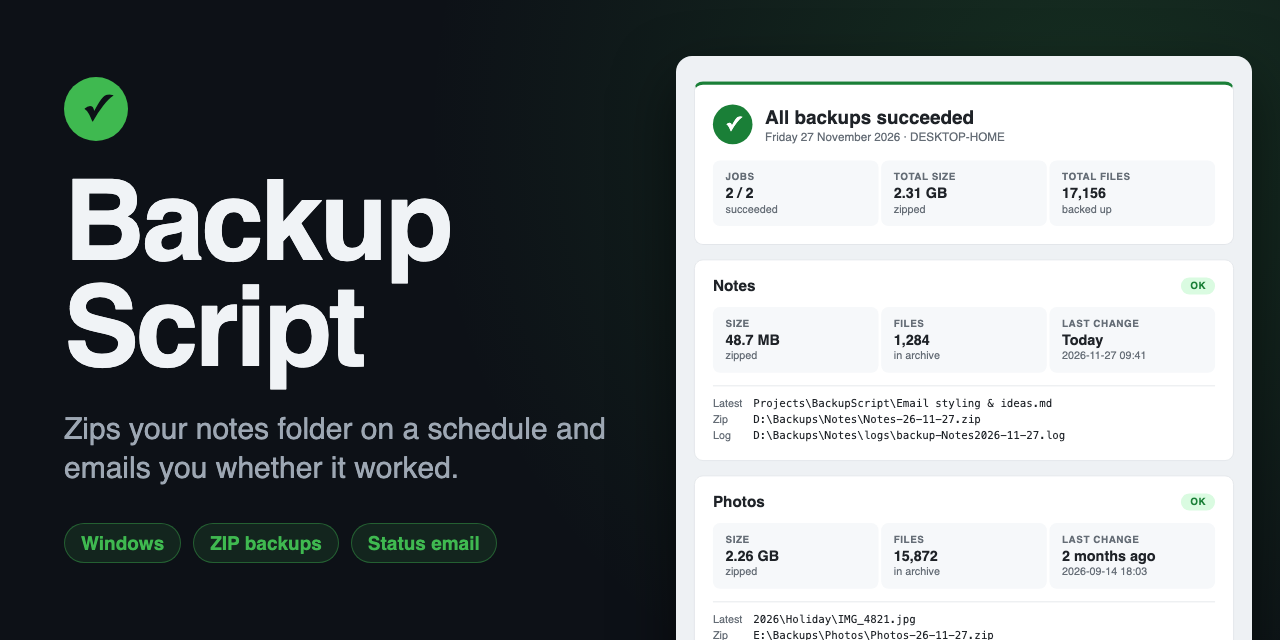 Backup
Script
Zips your notes folder on a schedule and
emails you whether it worked.
Windows
ZIP backups
Status email
All backups succeeded
Friday 27 November 2026 · DESKTOP-HOME
JOBS
2 / 2
succeeded
TOTAL SIZE
2.31 GB
zipped
TOTAL FILES
17,156
backed up
Notes
OK
SIZE
48.7 MB
zipped
FILES
1,284
in archive
LAST CHANGE
Today
2026-11-27 09:41
Latest Projects\BackupScript\Email styling & ideas.md
Zip D:\Backups\Notes\Notes-26-11-27.zip
Log D:\Backups\Notes\logs\backup-Notes2026-11-27.log
Photos
OK
SIZE
2.26 GB
zipped
FILES
15,872
in archive
LAST CHANGE
2 months ago
2026-09-14 18:03
Latest 2026\Holiday\IMG_4821.jpg
Zip E:\Backups\Photos\Photos-26-11-27.zip